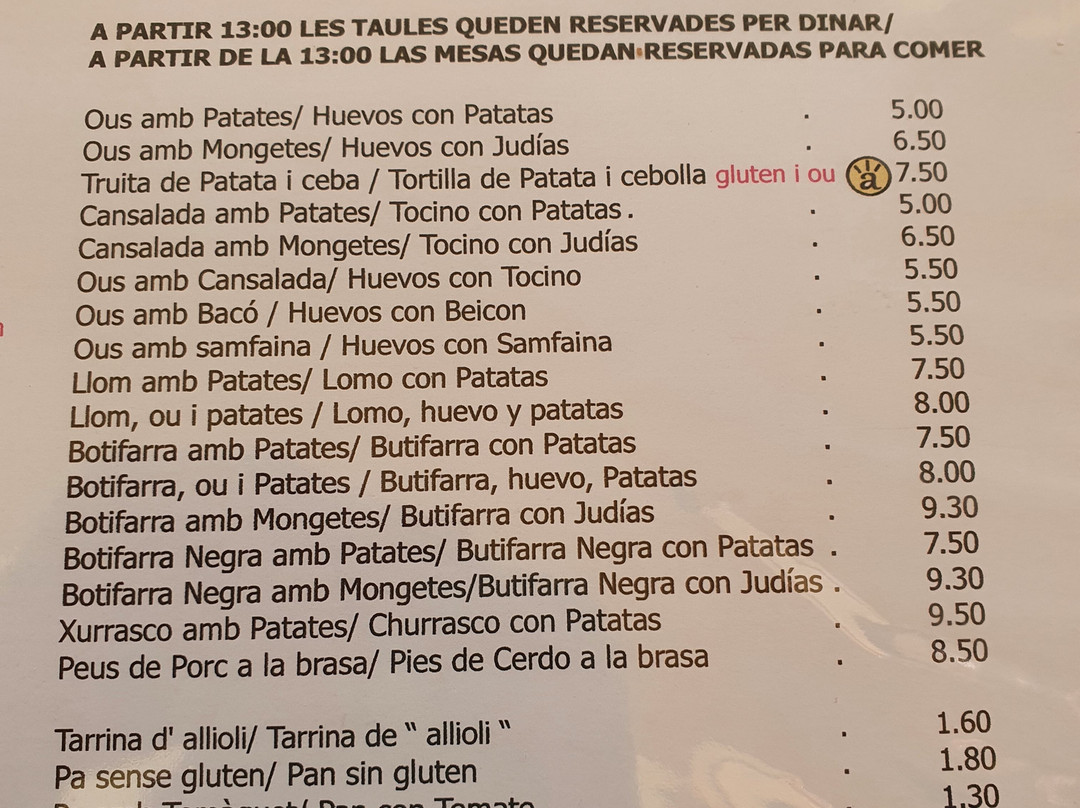 A PARTIR 13:00 LES TAULES QUEDEN RESERVADES PER DINAR/
A PARTIR DE LA 13:00 LAS MESAS QUEDAN RESERVADAS PARA COMER
Ous amb Patates/ Huevos con Patatas . 5.00
Ous amb Mongetes/ Huevos con Judías . 6.50
Truita de Patata i ceba / Tortilla de Patata i cebolla gluten i ou a 7.50
Cansalada amb Patates/ Tocino con Patatas . . 5.00
Cansalada amb Mongetes/ Tocino con Judías . 6.50
Ous amb Cansalada/ Huevos con Tocino . 5.50
Ous amb Bacó / Huevos con Beicon . 5.50
Ous amb samfaina / Huevos con Samfaina . 5.50
Llom amb Patates/ Lomo con Patatas . 7.50
Llom, ou i patates / Lomo, huevo y patatas . 8.00
Botifarra amb Patates/ Butifarra con Patatas . 7.50
Botifarra, ou i Patates / Butifarra, huevo, Patatas . 8.00
Botifarra amb Mongetes/ Butifarra con Judías . 9.30
Botifarra Negra amb Patates/ Butifarra Negra con Patatas . 7.50
Botifarra Negra amb Mongetes/Butifarra Negra con Judías . 9.30
Xurrasco amb Patates/ Churrasco con Patatas . 9.50
Peus de Porc a la brasa/ Pies de Cerdo a la brasa . 8.50
Tarrina d' allioli/ Tarrina de " allioli " . 1.60
Pa sense gluten/ Pan sin gluten . 1.80
Tomàquet/ Pan con Tomate 1.30